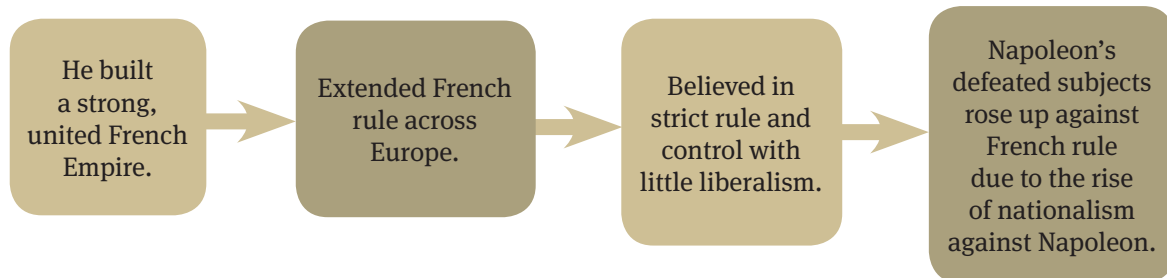 He built
a strong,
united French
Empire.
Extended French
rule across
Europe.
Believed in
strict rule and
control with
little liberalism.
Napoleon’s
defeated subjects
rose up against
French rule
due to the rise
of nationalism
against Napoleon.